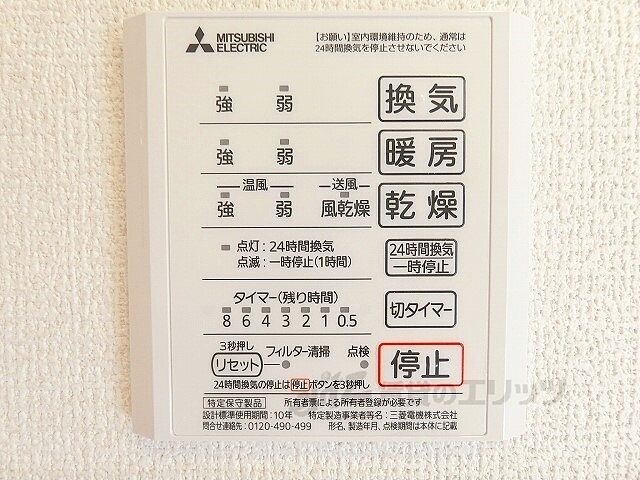 MITSUBISHI
ELECTRIC
【お願い】室内環境維持のため、通常は
24時間換気を停止させないでください
強 弱 換気
強 弱 暖房
温風 送風
強 弱 風乾燥 乾燥
点灯：24時間換気
点滅：一時停止(1時間)
24時間換気
一時停止
タイマー(残り時間)
8 6 4 3 2 1 0.5
切タイマー
3秒押し
リセット フィルター清掃 点検
停止
24時間換気の停止は停止ボタンを3秒押し
のエリッツ
特定保守製品 所有者票による所有者登録が必要です
設計標準使用期間：10年 特定製造事業者等名：三菱電機株式会社
問合せ連絡先：0120-490-499 形名、製造年月、点検期間は本体に記載